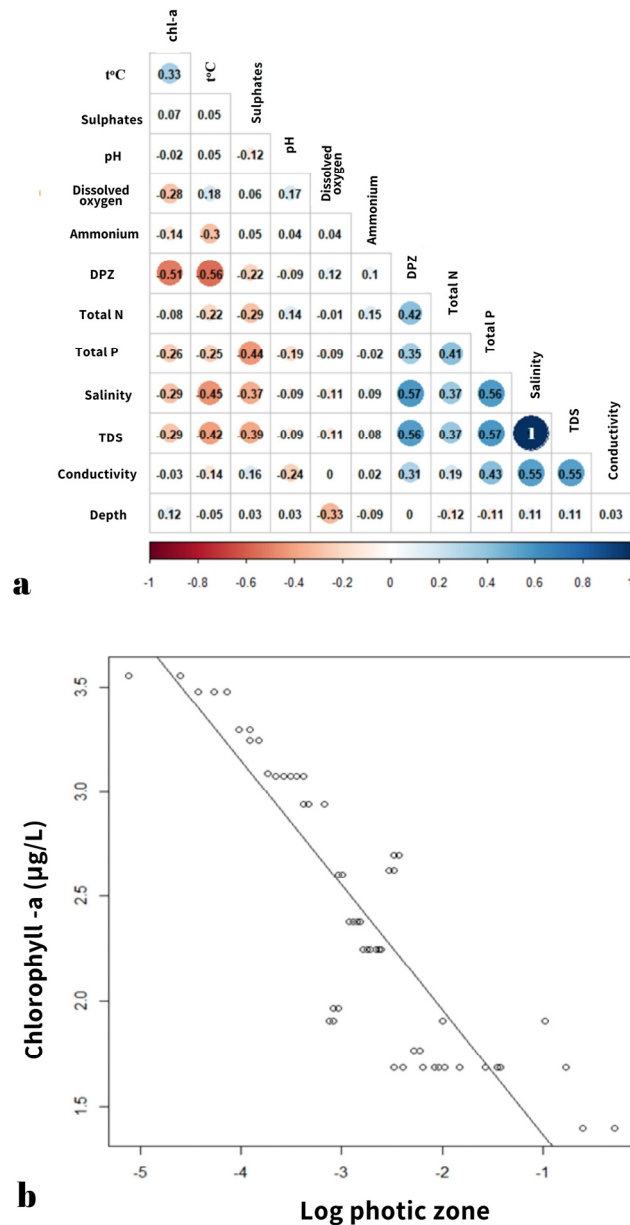 chl-a
t°C 0.33 t°C
Sulphates 0.07 0.05 Sulphates
pH -0.02 0.05 -0.12 pH
Dissolved
oxygen -0.28 0.18 0.06 0.17 Dissolved
oxygen
Ammonium -0.14 -0.3 0.05 0.04 0.04 Ammonium
DPZ -0.51 -0.56 -0.22 -0.09 0.12 0.1 DPZ
Total N -0.08 -0.22 -0.29 0.14 -0.01 0.15 0.42 Total N
Total P -0.26 -0.25 -0.44 -0.19 -0.09 -0.02 0.35 0.41 Total P
Salinity -0.29 -0.45 -0.37 -0.09 -0.11 0.09 0.57 0.37 0.56 Salinity
TDS -0.29 -0.42 -0.39 -0.09 -0.11 0.08 0.56 0.37 0.57 1 TDS
Conductivity -0.03 -0.14 0.16 -0.24 0 0.02 0.31 0.19 0.43 0.55 0.55 Conductivity
Depth 0.12 -0.05 0.03 0.03 -0.33 -0.09 0 -0.12 -0.11 0.11 0.11 0.03
-1 -0.8 -0.6 -0.4 -0.2 0 0.2 0.4 0.6 0.8 1
a
3.5
3.0
2.5
2.0
1.5
Chlorophyll -a (µg/L)
-5 -4 -3 -2 -1
Log photic zone
b